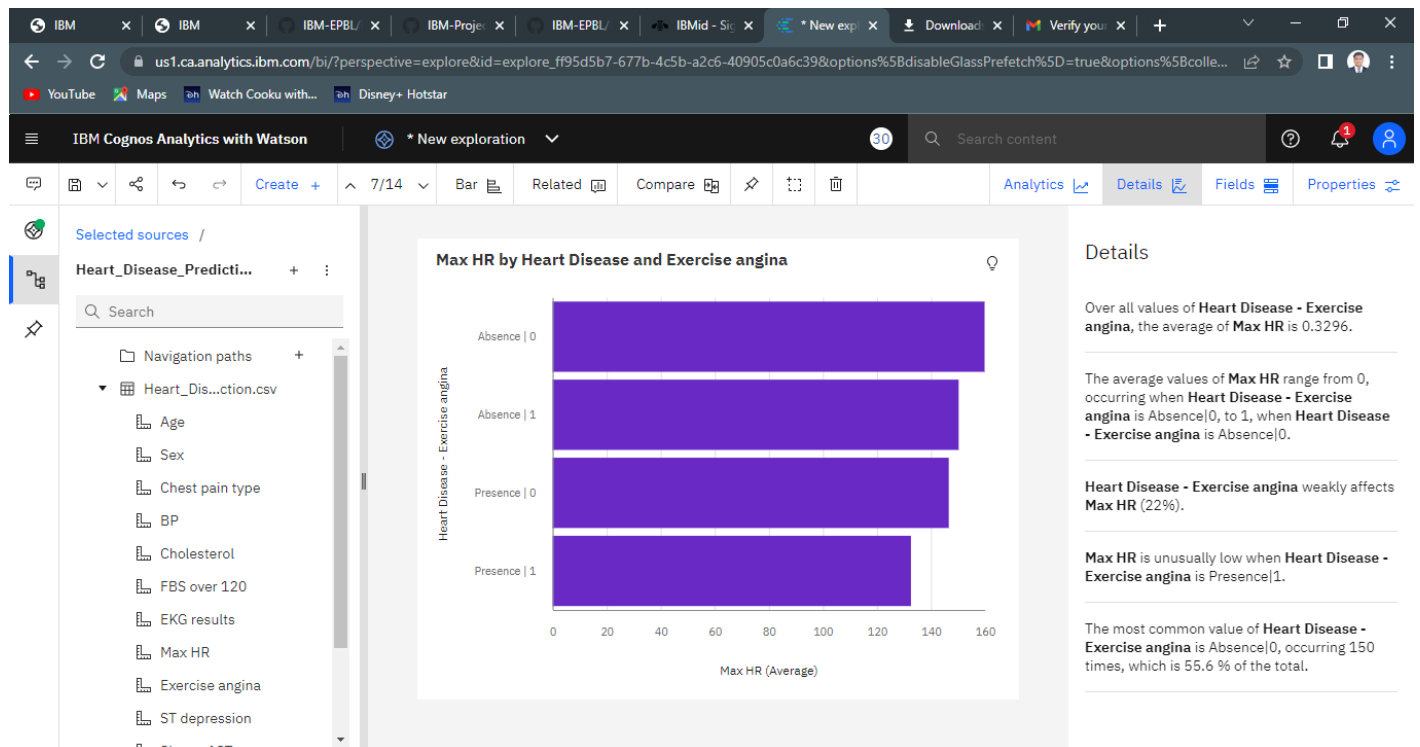 IBM
IBM
IBM-EPBL/
IBM-Projec
IBM-EPBL/
IBMid - Sig
* New expl
Download
Verify your
us1.ca.analytics.ibm.com/bi/?perspective=explore&id=explore_ff95d5b7-677b-4c5b-a2c6-40905c0a6c39&options%5BdisableGlassPrefetch%5D=true&options%5Bcolle...
YouTube
Maps
Watch Cooku with...
Disney+ Hotstar
IBM Cognos Analytics with Watson
* New exploration
30
Search content
1
Create +
7/14
Bar
Related
Compare
Analytics
Details
Fields
Properties
Selected sources /
Heart_Disease_Predicti...
Search
Navigation paths
Heart_Dis...ction.csv
Age
Sex
Chest pain type
BP
Cholesterol
FBS over 120
EKG results
Max HR
Exercise angina
ST depression
Max HR by Heart Disease and Exercise angina
Heart Disease - Exercise angina
Absence | 0
Absence | 1
Presence | 0
Presence | 1
0 20 40 60 80 100 120 140 160
Max HR (Average)
Details
Over all values of Heart Disease - Exercise
angina, the average of Max HR is 0.3296.
The average values of Max HR range from 0,
occurring when Heart Disease - Exercise
angina is Absence|0, to 1, when Heart Disease
- Exercise angina is Absence|0.
Heart Disease - Exercise angina weakly affects
Max HR (22%).
Max HR is unusually low when Heart Disease -
Exercise angina is Presence|1.
The most common value of Heart Disease -
Exercise angina is Absence|0, occurring 150
times, which is 55.6 % of the total.